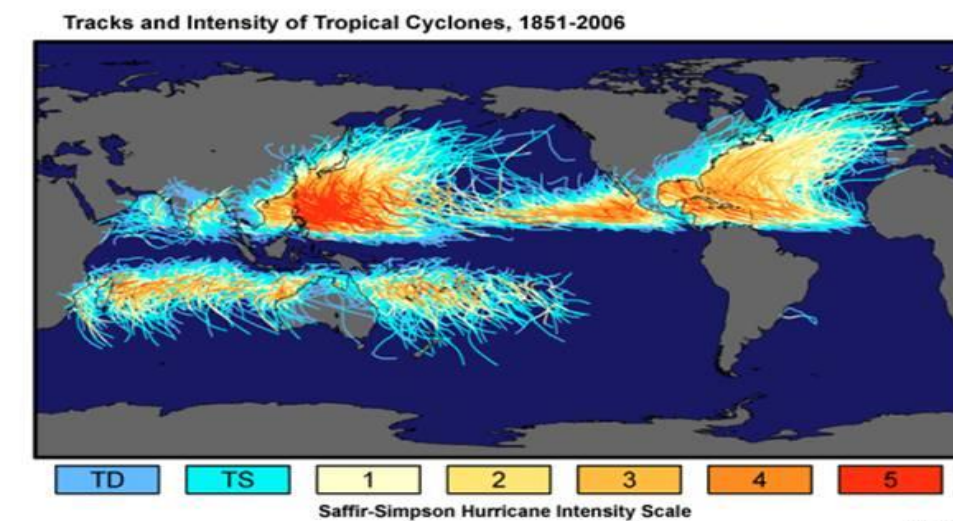 Tracks and Intensity of Tropical Cyclones, 1851-2006
TD TS 1 2 3 4 5
Saffir-Simpson Hurricane Intensity Scale